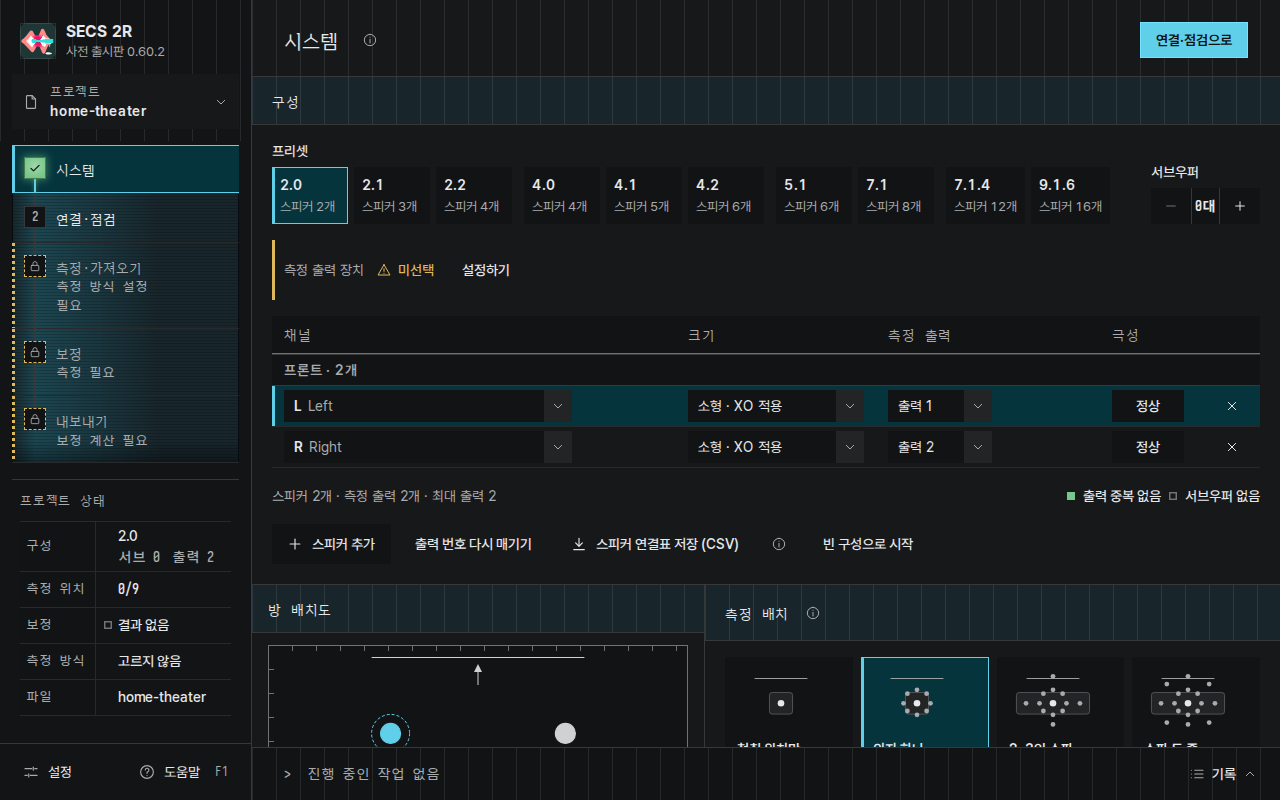 SECS 2R
사전 출시판 0.60.2
프로젝트
home-theater
시스템
2 연결·점검
측정·가져오기
측정 방식 설정
필요
보정
측정 필요
내보내기
보정 계산 필요
프로젝트 상태
구성 2.0
서브 0 출력 2
측정 위치 0/9
보정 결과 없음
측정 방식 고르지 않음
파일 home-theater
설정 도움말 F1
시스템
연결·점검으로
구성
프리셋
2.0 2.1 2.2 4.0 4.1 4.2 5.1 7.1 7.1.4 9.1.6
스피커 2개 스피커 3개 스피커 4개 스피커 4개 스피커 5개 스피커 6개 스피커 6개 스피커 8개 스피커 12개 스피커 16개
서브우퍼
0대
측정 출력 장치 미선택 설정하기
채널 크기 측정 출력 극성
프론트 · 2개
L Left 소형 · XO 적용 출력 1 정상
R Right 소형 · XO 적용 출력 2 정상
스피커 2개 · 측정 출력 2개 · 최대 출력 2
출력 중복 없음 서브우퍼 없음
스피커 추가 출력 번호 다시 매기기 스피커 연결표 저장 (CSV) 빈 구성으로 시작
방 배치도
측정 배치
> 진행 중인 작업 없음
기록